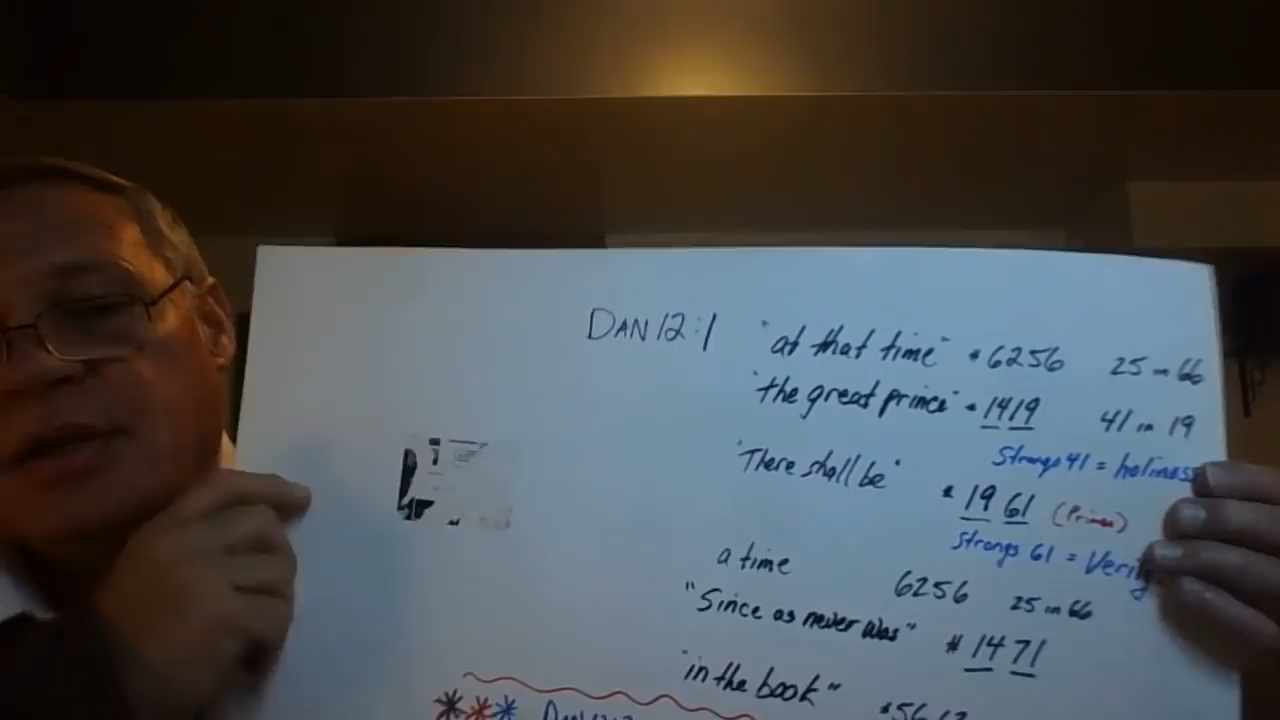 DAN 12:1 "at that time" #6256 25 in 66
"the great prince" #1419 41 in 19
Strongs 41 = holiness
"There shall be" #1961 (Primes)
Strongs 61 = Verily
a time 6256 25 in 66
"Since as never was" #1471
"in the book"